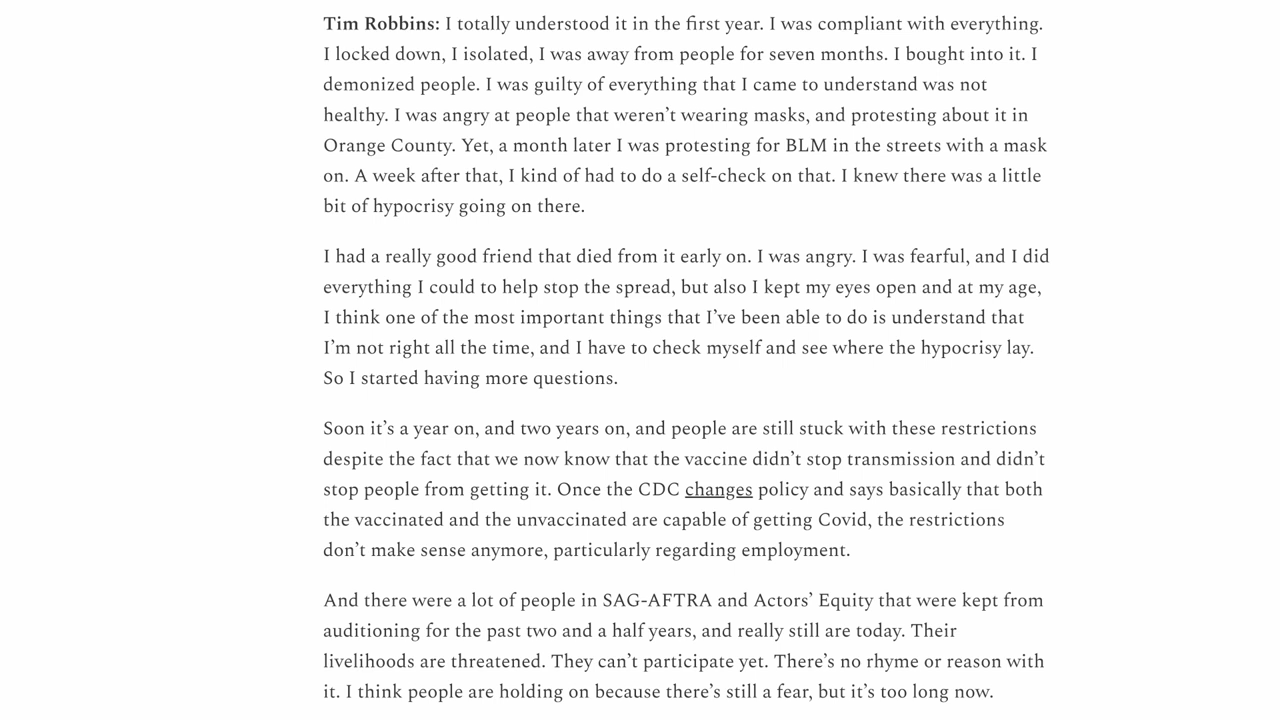 Tim Robbins: I totally understood it in the first year. I was compliant with everything.
I locked down, I isolated, I was away from people for seven months. I bought into it. I
demonized people. I was guilty of everything that I came to understand was not
healthy. I was angry at people that weren’t wearing masks, and protesting about it in
Orange County. Yet, a month later I was protesting for BLM in the streets with a mask
on. A week after that, I kind of had to do a self-check on that. I knew there was a little
bit of hypocrisy going on there.
I had a really good friend that died from it early on. I was angry. I was fearful, and I did
everything I could to help stop the spread, but also I kept my eyes open and at my age,
I think one of the most important things that I’ve been able to do is understand that
I’m not right all the time, and I have to check myself and see where the hypocrisy lay.
So I started having more questions.
Soon it’s a year on, and two years on, and people are still stuck with these restrictions
despite the fact that we now know that the vaccine didn’t stop transmission and didn’t
stop people from getting it. Once the CDC changes policy and says basically that both
the vaccinated and the unvaccinated are capable of getting Covid, the restrictions
don’t make sense anymore, particularly regarding employment.
And there were a lot of people in SAG-AFTRA and Actors’ Equity that were kept from
auditioning for the past two and a half years, and really still are today. Their
livelihoods are threatened. They can’t participate yet. There’s no rhyme or reason with
it. I think people are holding on because there’s still a fear, but it’s too long now.